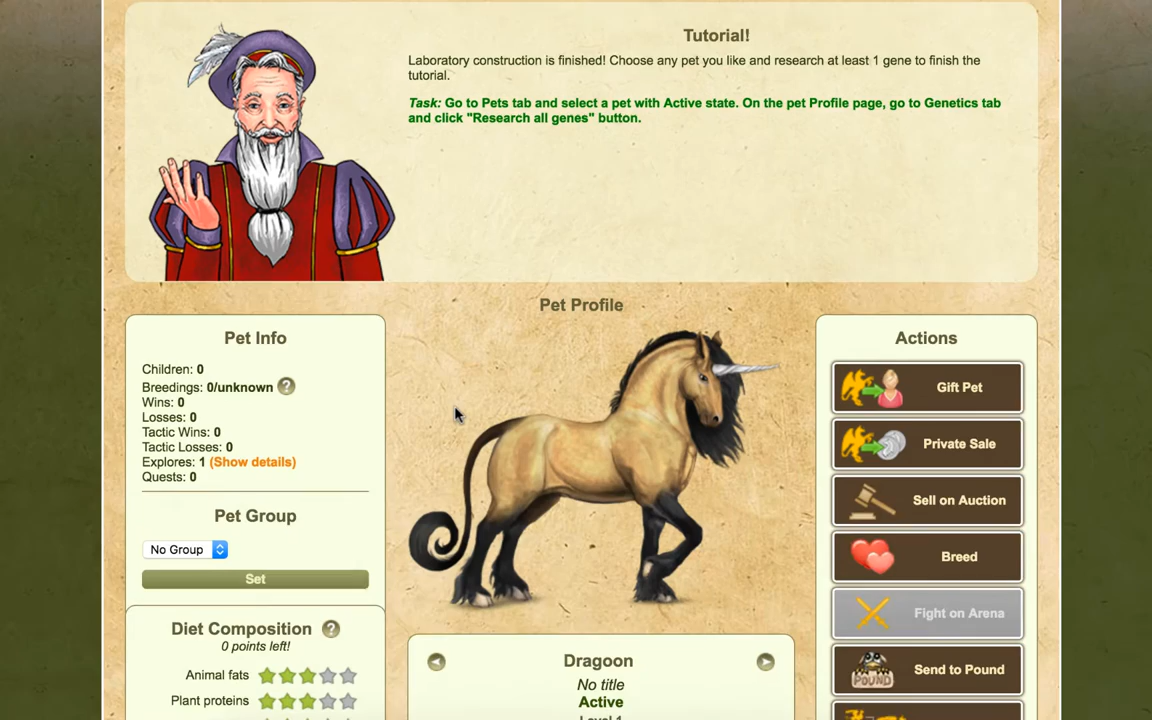 Tutorial!
Laboratory construction is finished! Choose any pet you like and research at least 1 gene to finish the
tutorial.
Task: Go to Pets tab and select a pet with Active state. On the pet Profile page, go to Genetics tab
and click "Research all genes" button.
Pet Profile
Pet Info
Children: 0
Breedings: 0/unknown ?
Wins: 0
Losses: 0
Tactic Wins: 0
Tactic Losses: 0
Explores: 1 (Show details)
Quests: 0
Pet Group
No Group
Set
Diet Composition ?
0 points left!
Animal fats
Plant proteins
Dragoon
No title
Active
Level 1
Actions
Gift Pet
Private Sale
Sell on Auction
Breed
Fight on Arena
POUND
Send to Pound